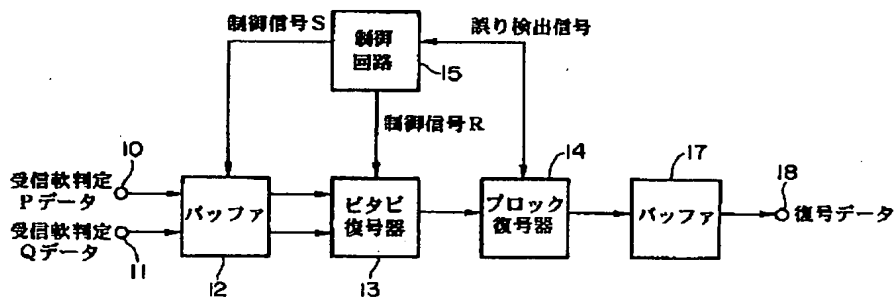 制御信号S
制御
回路
15
誤り検出信号
制御信号R
10
受信軟判定
Pデータ
受信軟判定
Qデータ
11
バッファ
12
ビタビ
復号器
13
14
ブロック
復号器
17
バッファ
18
復号データ